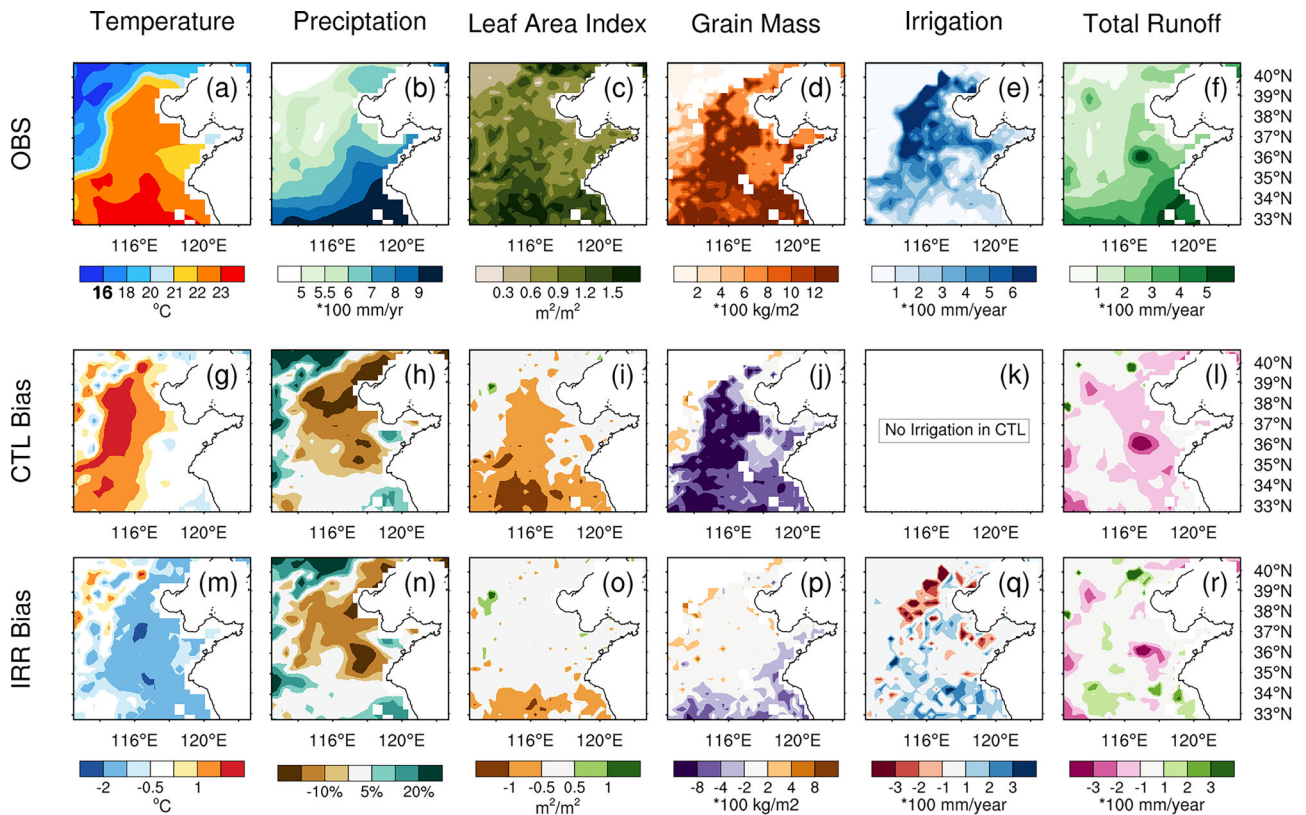 Temperature Preciptation Leaf Area Index Grain Mass Irrigation Total Runoff
OBS
(a) (b) (c) (d) (e) (f)
40°N
39°N
38°N
37°N
36°N
35°N
34°N
33°N
116°E 120°E 116°E 120°E 116°E 120°E 116°E 120°E 116°E 120°E 116°E 120°E
16 18 20 21 22 23
°C
5 5.5 6 7 8 9
*100 mm/yr
0.3 0.6 0.9 1.2 1.5
m²/m²
2 4 6 8 10 12
*100 kg/m2
1 2 3 4 5 6
*100 mm/year
1 2 3 4 5
*100 mm/year
CTL Bias
(g) (h) (i) (j) (k) (l)
No Irrigation in CTL
40°N
39°N
38°N
37°N
36°N
35°N
34°N
33°N
116°E 120°E 116°E 120°E 116°E 120°E 116°E 120°E 116°E 120°E 116°E 120°E
IRR Bias
(m) (n) (o) (p) (q) (r)
40°N
39°N
38°N
37°N
36°N
35°N
34°N
33°N
116°E 120°E 116°E 120°E 116°E 120°E 116°E 120°E 116°E 120°E 116°E 120°E
-2 -0.5 1
°C
-10% 5% 20%
-1 -0.5 0.5 1
m²/m²
-8 -4 -2 2 4 8
*100 kg/m2
-3 -2 -1 1 2 3
*100 mm/year
-3 -2 -1 1 2 3
*100 mm/year